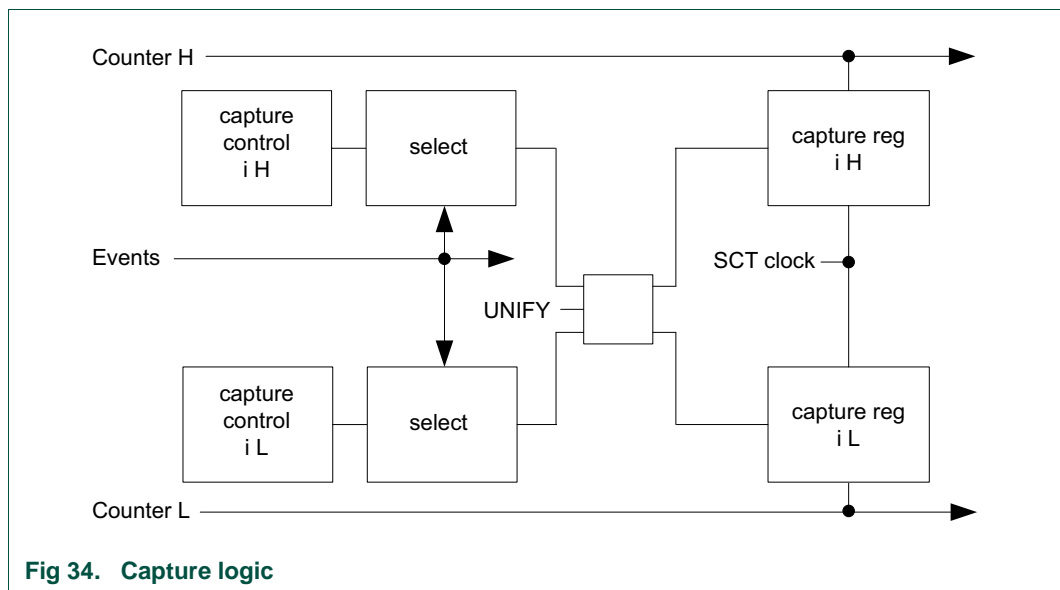 Counter H
capture
control
i H
select
capture reg
i H
Events
SCT clock
UNIFY
capture
control
i L
select
capture reg
i L
Counter L
Fig 34. Capture logic